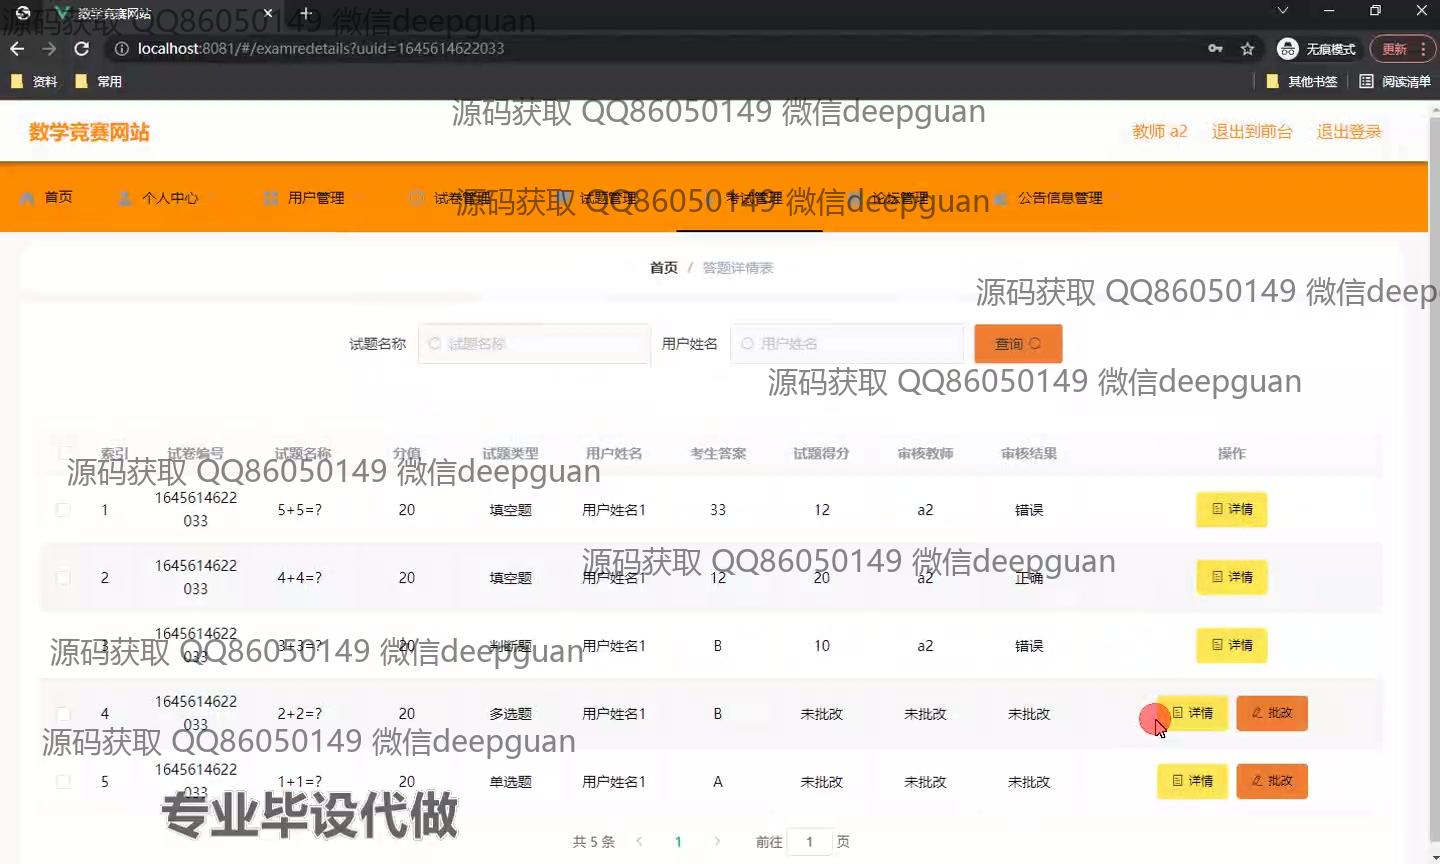 数学竞赛网站
源码获取 QQ86050149 微信deepguan
localhost:8081/#/examredetails?uuid=1645614622033
无痕模式
更新
资料
常用
其他书签
阅读清单
源码获取 QQ86050149 微信deepguan
数学竞赛网站
教师 a2
退出到前台
退出登录
首页
个人中心
用户管理
试卷管理
试题管理
考试管理
论坛管理
公告信息管理
源码获取 QQ86050149 微信deepguan
首页 / 答题详情表
源码获取 QQ86050149 微信deep
试题名称
试题名称
用户姓名
用户姓名
查询
源码获取 QQ86050149 微信deepguan
索引 试卷编号 试题名称 分值 试题类型 用户姓名 考生答案 试题得分 审核教师 审核结果 操作
源码获取 QQ86050149 微信deepguan
1 1645614622033 5+5=? 20 填空题 用户姓名1 33 12 a2 错误 详情
源码获取 QQ86050149 微信deepguan
2 1645614622033 4+4=? 20 填空题 用户姓名1 12 20 a2 正确 详情
源码获取 QQ86050149 微信deepguan
3 1645614622033 3+3=? 20 判断题 用户姓名1 B 10 a2 错误 详情
4 1645614622033 2+2=? 20 多选题 用户姓名1 B 未批改 未批改 未批改 详情 批改
源码获取 QQ86050149 微信deepguan
5 1645614622033 1+1=? 20 单选题 用户姓名1 A 未批改 未批改 未批改 详情 批改
专业毕设代做
共 5 条 1 前往 1 页